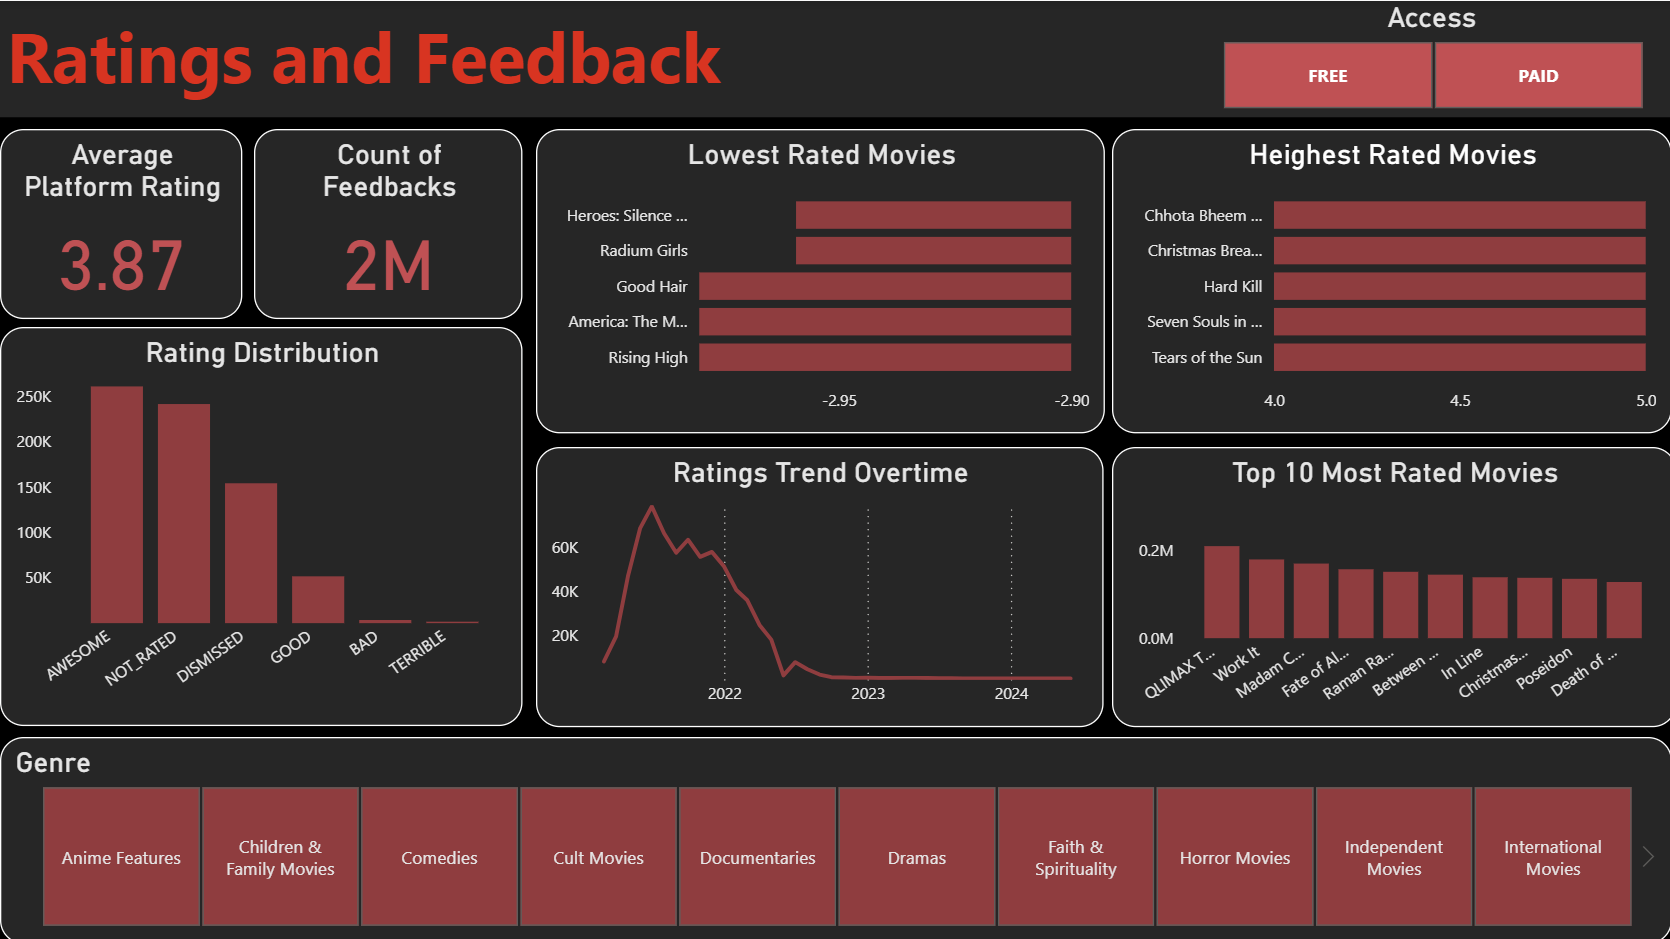 Ratings and Feedback
Access
FREE
PAID
Average
Platform Rating
3.87
Count of
Feedbacks
2M
Lowest Rated Movies
Heroes: Silence ...
Radium Girls
Good Hair
America: The M...
Rising High
-2.95
-2.90
Heighest Rated Movies
Chhota Bheem ...
Christmas Brea...
Hard Kill
Seven Souls in ...
Tears of the Sun
4.0
4.5
5.0
Rating Distribution
250K
200K
150K
100K
50K
AWESOME
NOT_RATED
DISMISSED
GOOD
BAD
TERRIBLE
Ratings Trend Overtime
60K
40K
20K
2022
2023
2024
Top 10 Most Rated Movies
0.2M
0.0M
QLIMAX T...
Work It
Madam C...
Fate of Al...
Raman Ra...
Between ...
In Line
Christmas...
Poseidon
Death of ...
Genre
Anime Features
Children &
Family Movies
Comedies
Cult Movies
Documentaries
Dramas
Faith &
Spirituality
Horror Movies
Independent
Movies
International
Movies